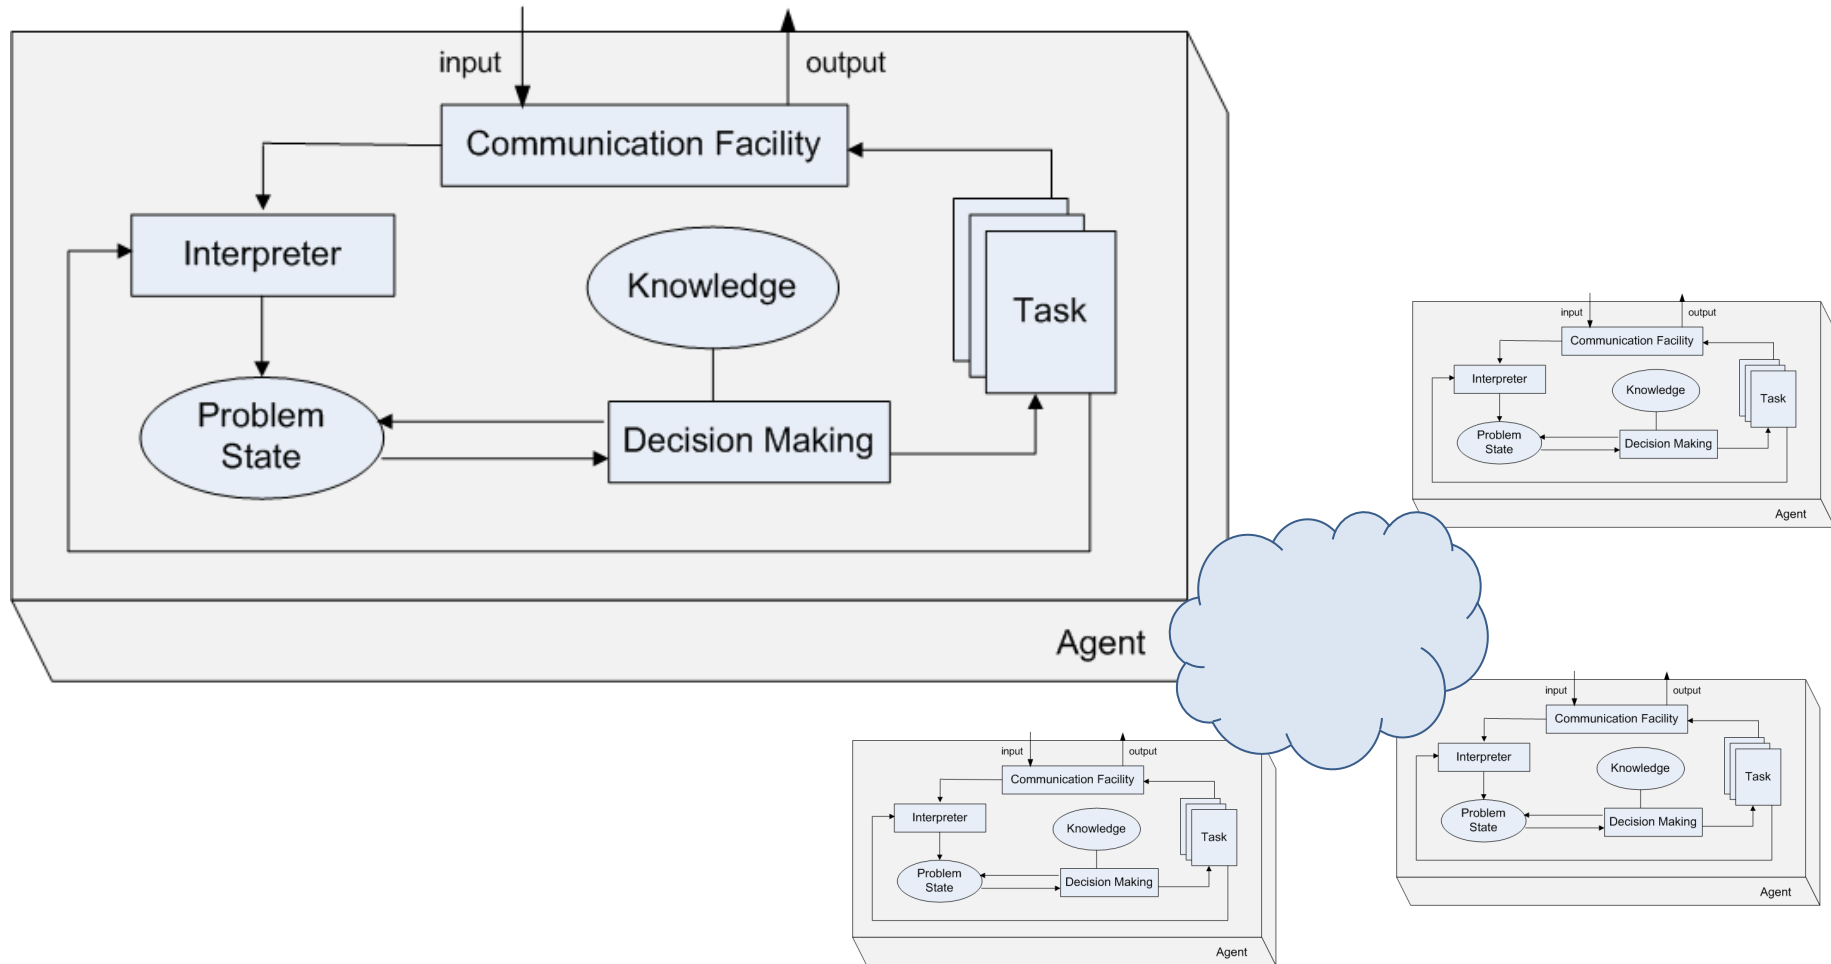 input
output
Communication Facility
Interpreter
Knowledge
Task
Problem
State
Decision Making
Agent
input
output
Communication Facility
Interpreter
Knowledge
Task
Problem
State
Decision Making
Agent
input
output
Communication Facility
Interpreter
Knowledge
Task
Problem
State
Decision Making
Agent
input
output
Communication Facility
Interpreter
Knowledge
Task
Problem
State
Decision Making
Agent